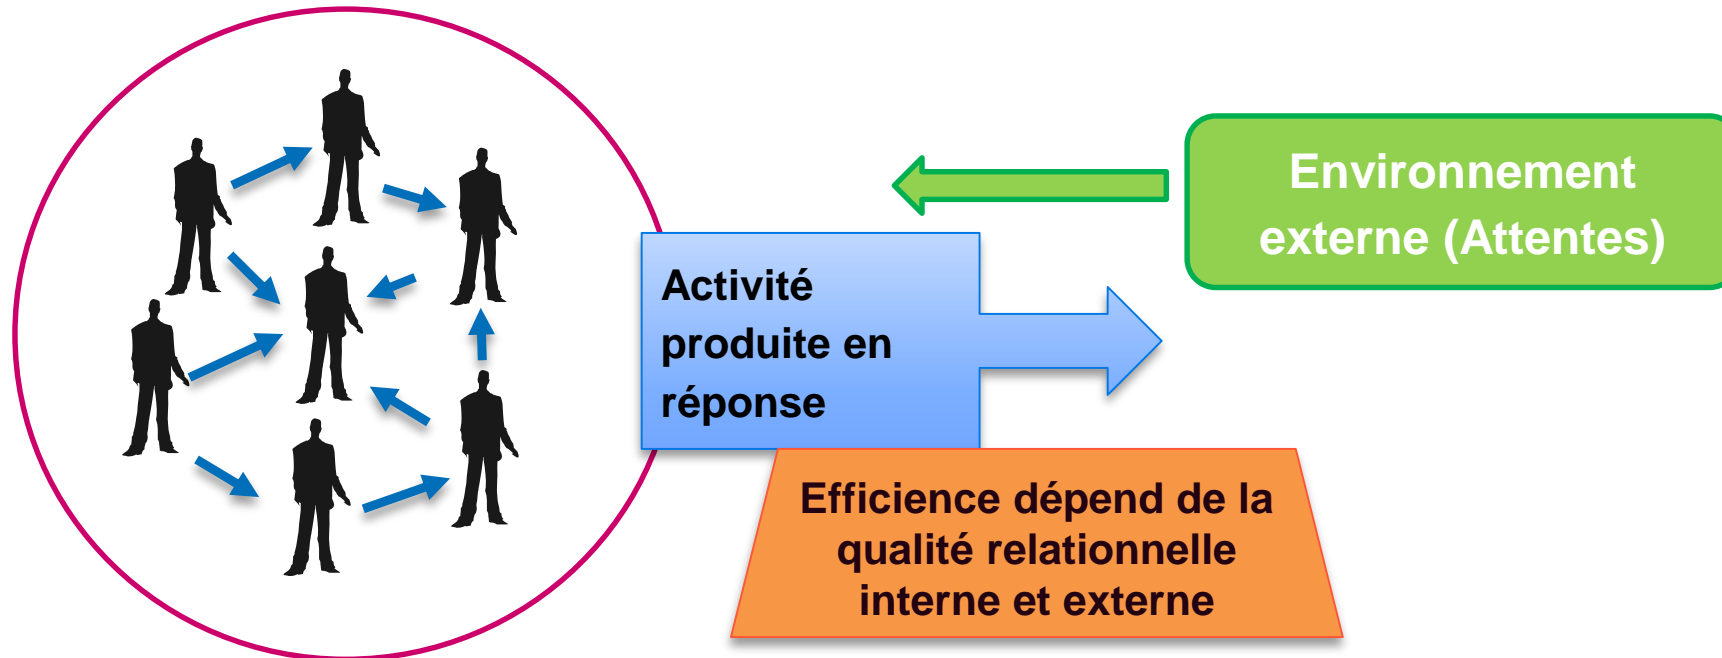 Environnement
externe (Attentes)
Activité
produite en
réponse
Efficience dépend de la
qualité relationnelle
interne et externe